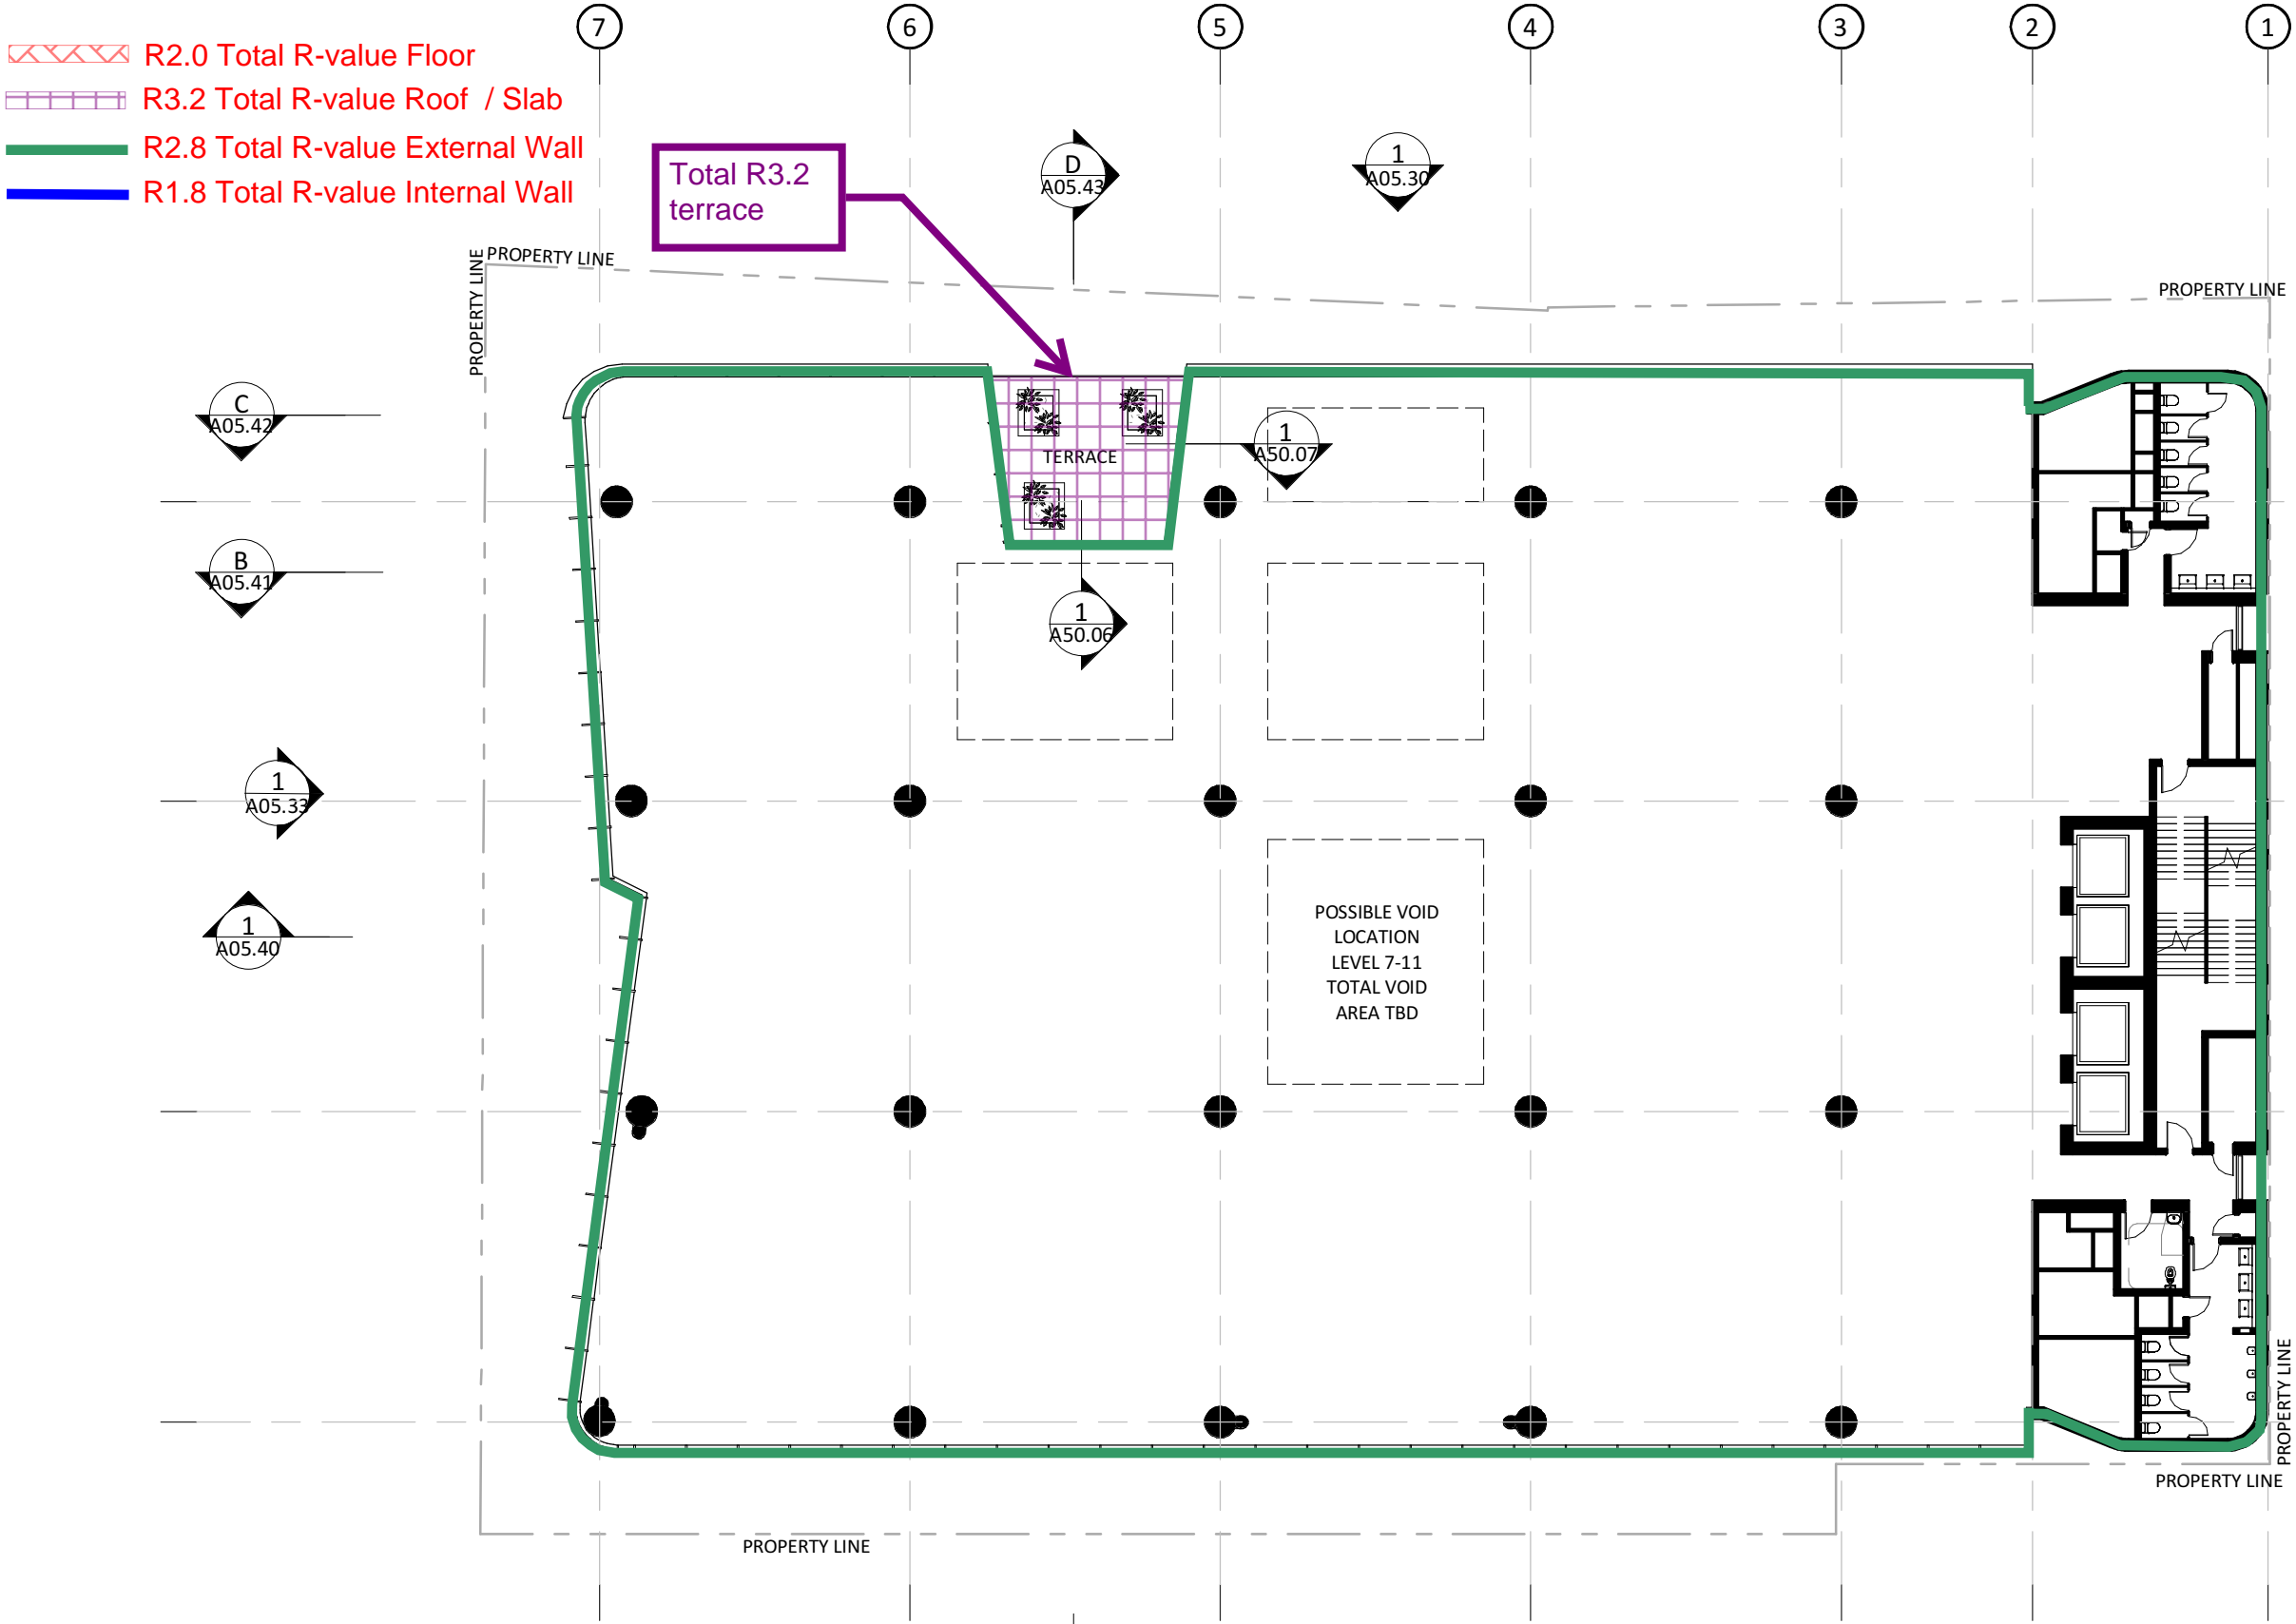 7
6
5
4
3
2
1
R2.0 Total R-value Floor
R3.2 Total R-value Roof / Slab
R2.8 Total R-value External Wall
R1.8 Total R-value Internal Wall
Total R3.2
terrace
D
A05.43
1
A05.30
PROPERTY LINE
PROPERTY LINE
PROPERTY LINE
C
A05.42
1
A50.07
TERRACE
B
A05.41
1
A50.06
1
A05.33
1
A05.40
POSSIBLE VOID
LOCATION
LEVEL 7-11
TOTAL VOID
AREA TBD
PROPERTY LINE
PROPERTY LINE
PROPERTY LINE